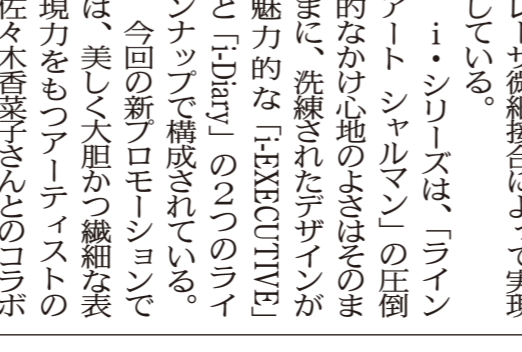 レーザ微細接合によって実現
している。
i・シリーズは、「ライン
アート シャルマン」の圧倒
的なかけ心地のよさはそのま
まに、洗練されたデザインが
魅力的な「i-EXECUTIVE」
と「i-Diary」の2つのライ
ンナップで構成されている。
今回の新プロモーションで
は、美しく大胆かつ繊細な表
現力をもつアーティストの
佐々木香菜子さんとのコラボ